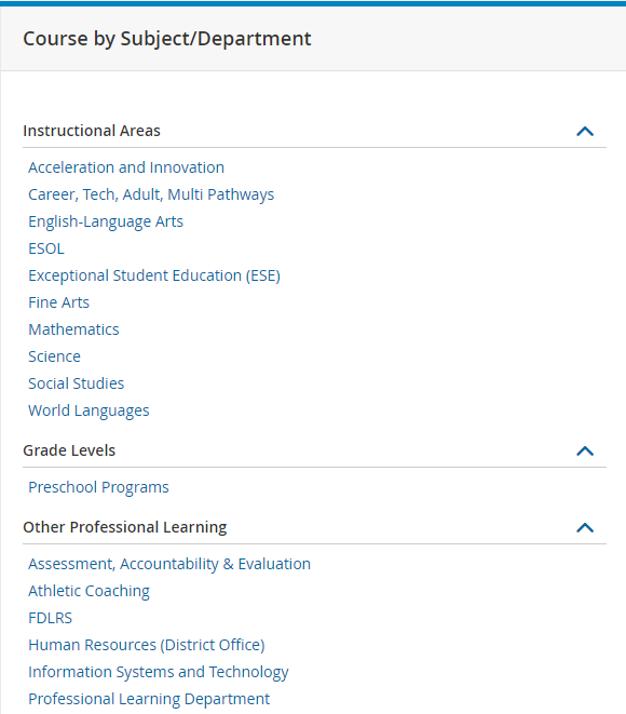 Course by Subject/Department
Instructional Areas
Acceleration and Innovation
Career, Tech, Adult, Multi Pathways
English-Language Arts
ESOL
Exceptional Student Education (ESE)
Fine Arts
Mathematics
Science
Social Studies
World Languages
Grade Levels
Preschool Programs
Other Professional Learning
Assessment, Accountability & Evaluation
Athletic Coaching
FDLRS
Human Resources (District Office)
Information Systems and Technology
Professional Learning Department